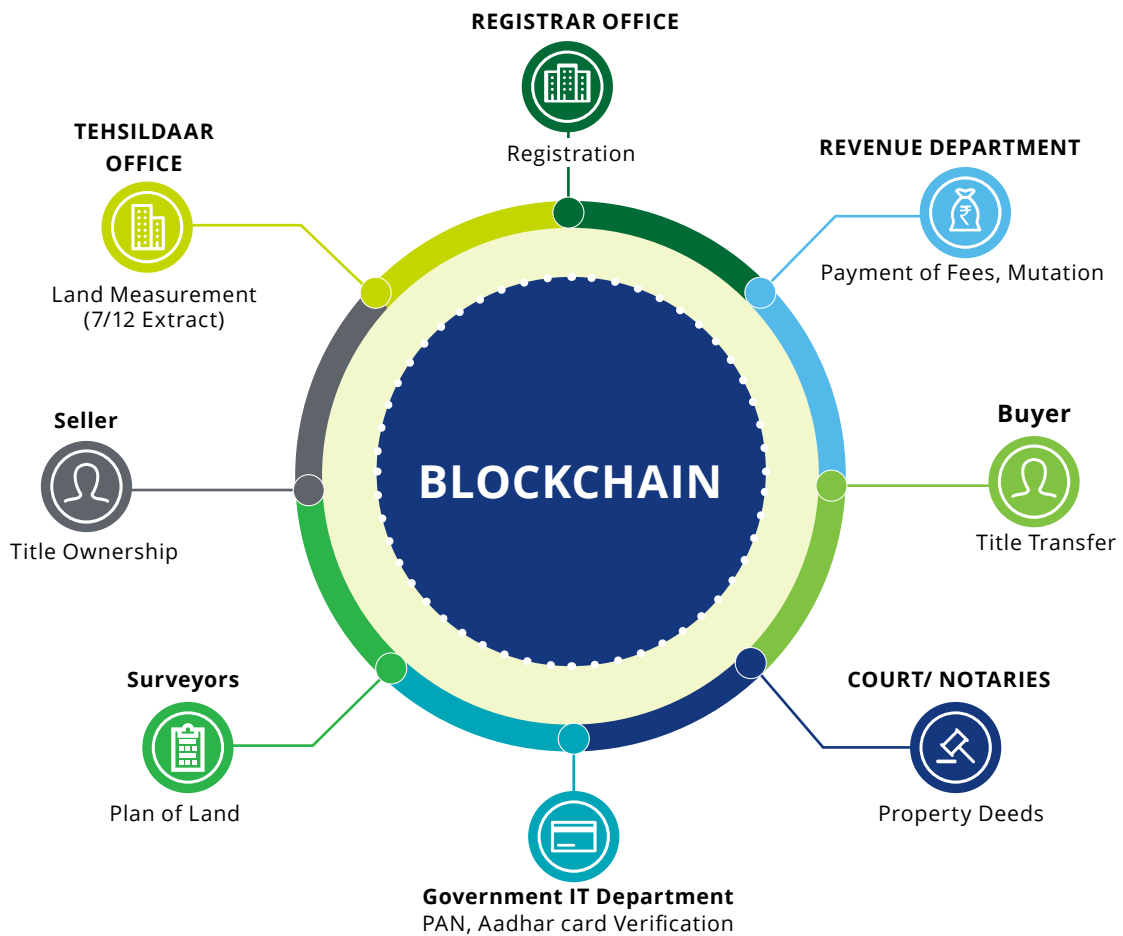 REGISTRAR OFFICE
Registration
TEHSILDAAR
OFFICE
Land Measurement
(7/12 Extract)
REVENUE DEPARTMENT
₹
Payment of Fees, Mutation
Seller
Title Ownership
BLOCKCHAIN
Buyer
Title Transfer
Surveyors
Plan of Land
COURT/ NOTARIES
Property Deeds
Government IT Department
PAN, Aadhar card Verification